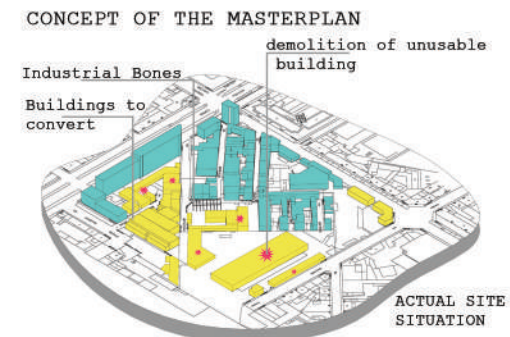 CONCEPT OF THE MASTERPLAN
demolition of unusable
building
Industrial Bones
Buildings to
convert
ACTUAL SITE
SITUATION